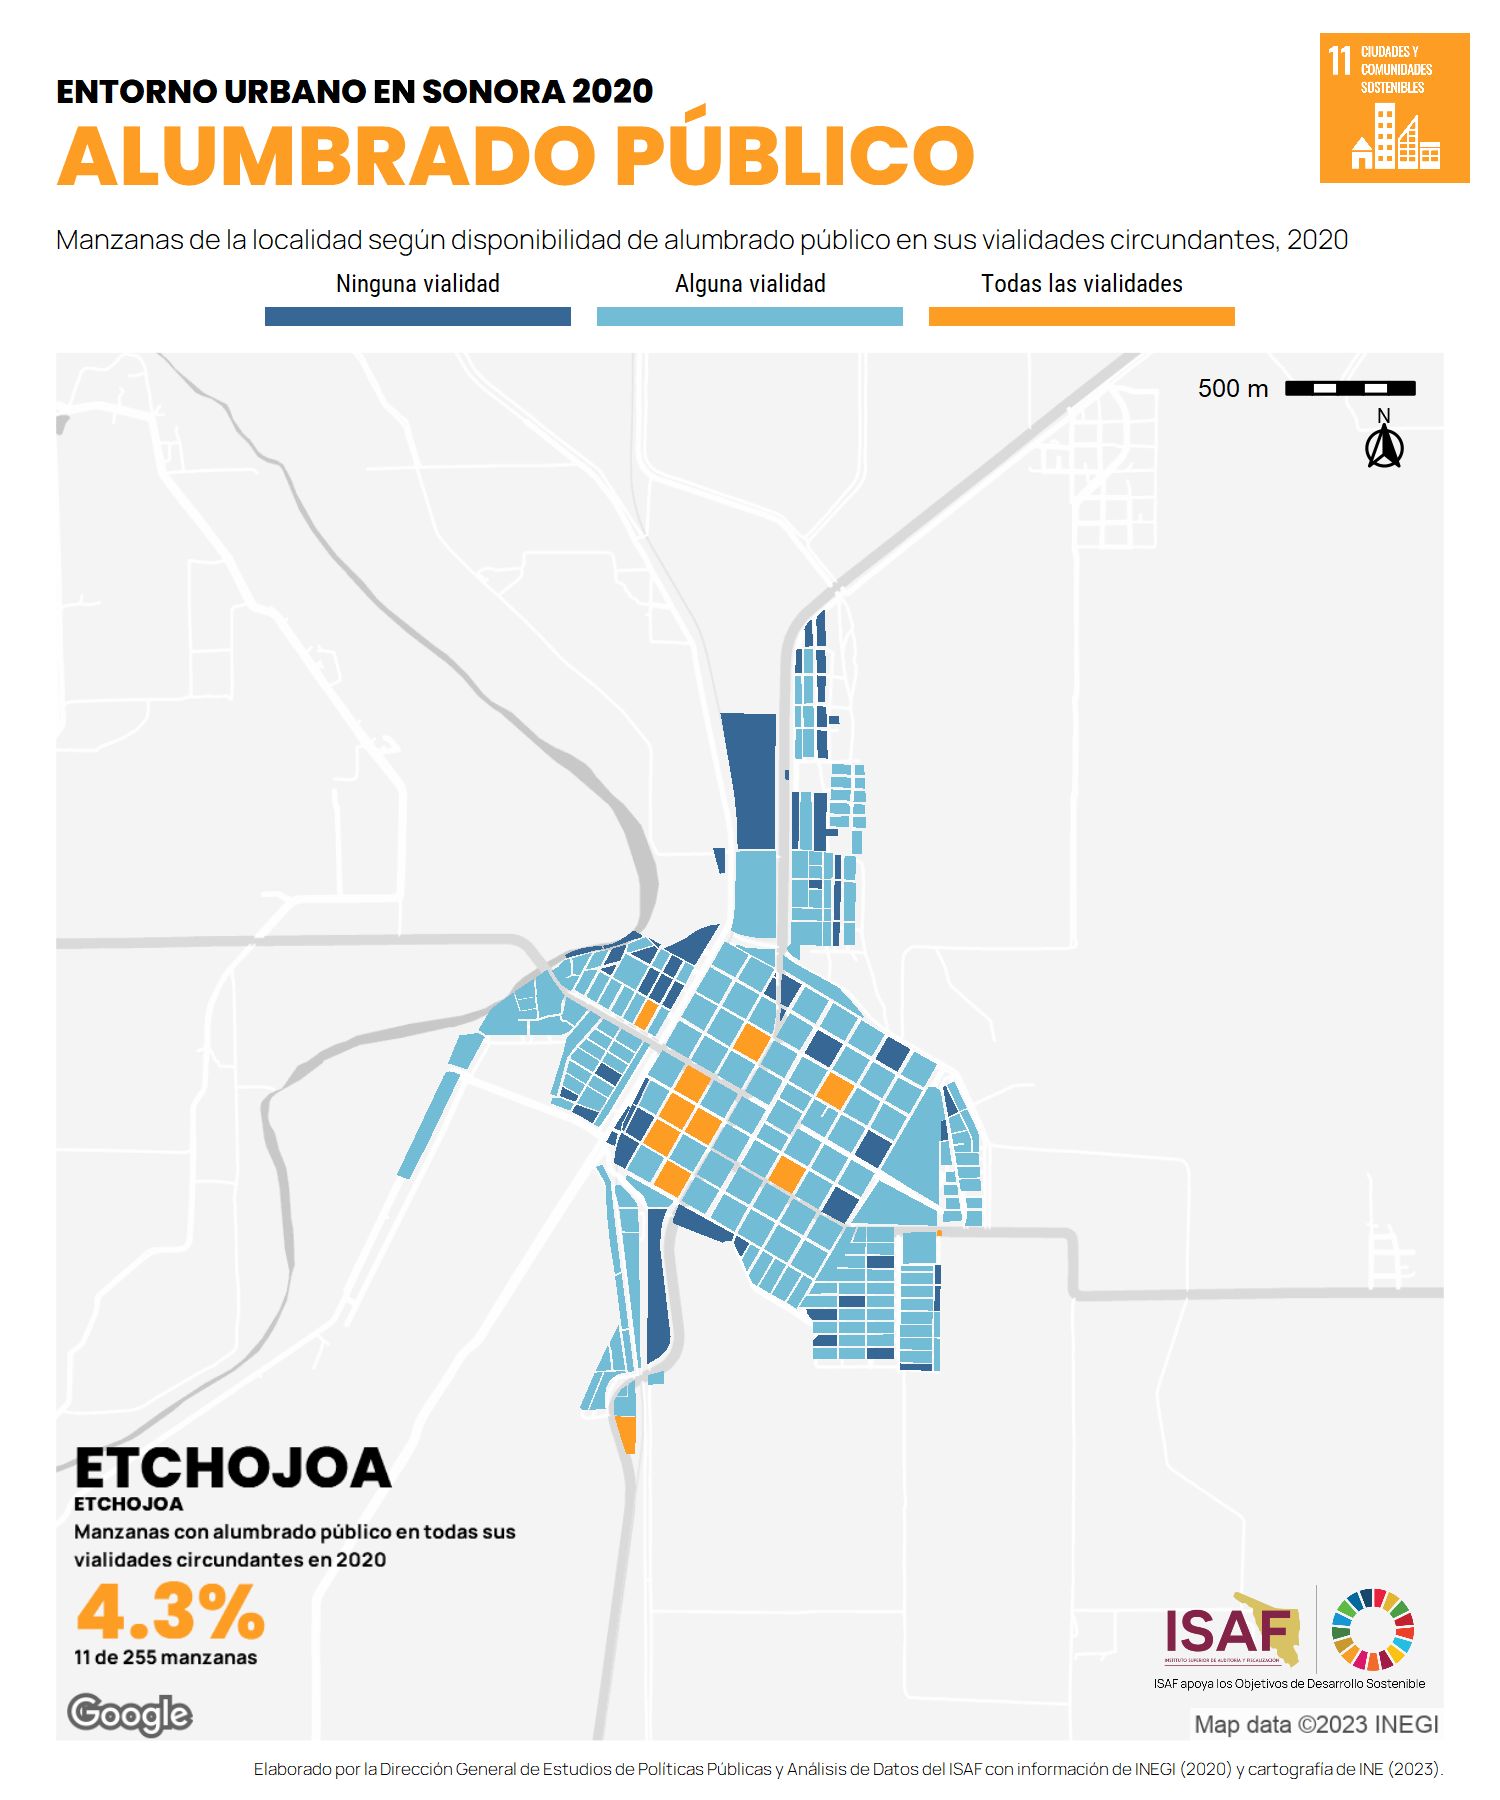 ENTORNO URBANO EN SONORA 2020
ALUMBRADO PÚBLICO
11 CIUDADES Y
COMUNIDADES
SOSTENIBLES
Manzanas de la localidad según disponibilidad de alumbrado público en sus vialidades circundantes, 2020
Ninguna vialidad Alguna vialidad Todas las vialidades
500 m
N
ETCHOJOA
ETCHOJOA
Manzanas con alumbrado público en todas sus
vialidades circundantes en 2020
4.3%
11 de 255 manzanas
Google
ISAF
INSTITUTO SUPERIOR DE AUDITORÍA Y FISCALIZACIÓN
ISAF apoya los Objetivos de Desarrollo Sostenible
Map data ©2023 INEGI
Elaborado por la Dirección General de Estudios de Políticas Públicas y Análisis de Datos del ISAF con información de INEGI (2020) y cartografía de INE (2023).